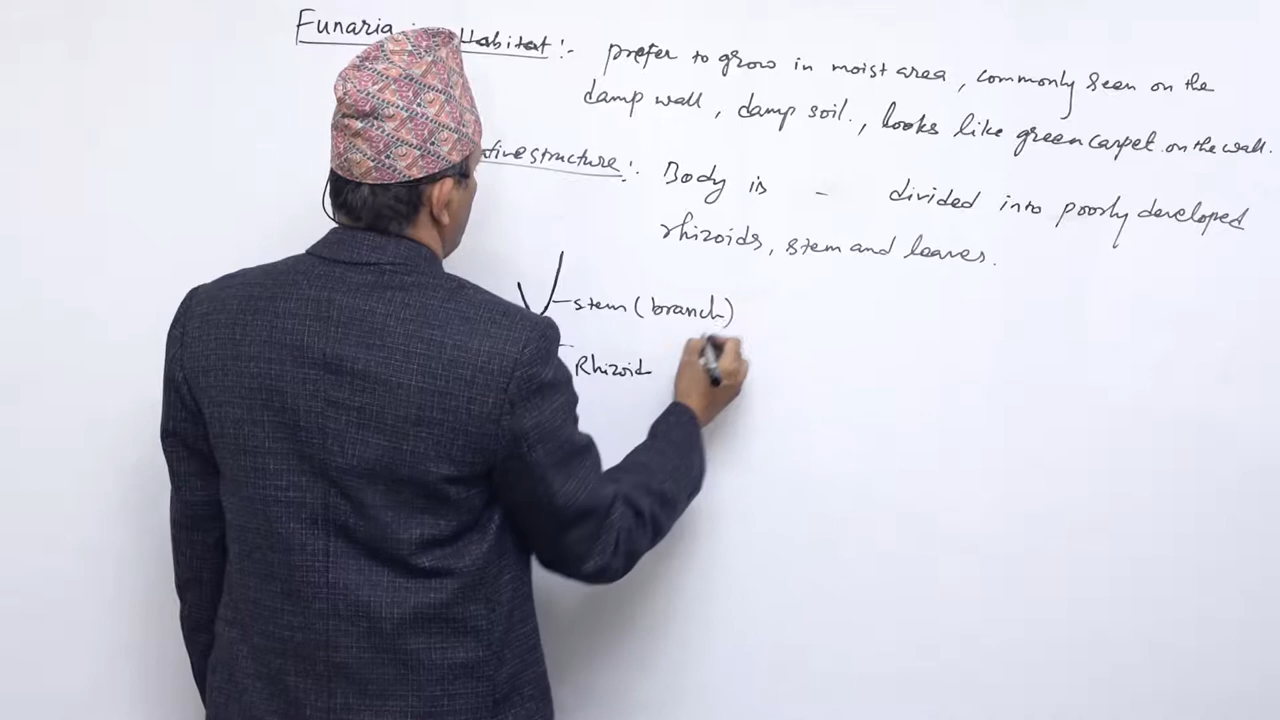 Funaria Habitat :- prefer to grow in moist area, commonly seen on the
damp wall, damp soil., looks like green carpet on the wall.
structure :- Body is - divided into poorly developed
rhizoids, stem and leaves.
stem (branch)
Rhizoid